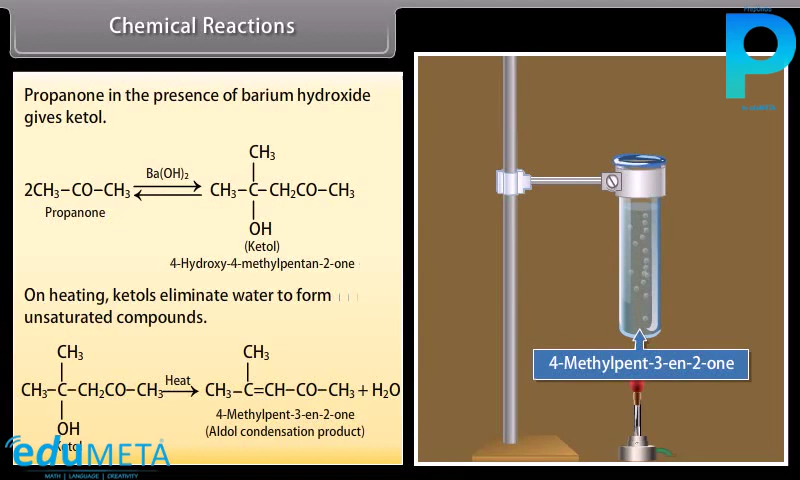 Chemical Reactions
Propanone in the presence of barium hydroxide
gives ketol.
CH₃
2CH₃–CO–CH₃ Ba(OH)₂ CH₃–C–CH₂CO–CH₃
Propanone
OH
(Ketol)
4-Hydroxy-4-methylpentan-2-one
On heating, ketols eliminate water to form
unsaturated compounds.
CH₃ CH₃
CH₃–C–CH₂CO–CH₃ Heat CH₃–C=CH–CO–CH₃ + H₂O
OH
Ketol
4-Methylpent-3-en-2-one
(Aldol condensation product)
4-Methylpent-3-en-2-one
eduMETA
MATH | LANGUAGE | CREATIVITY
P
by eduMETA